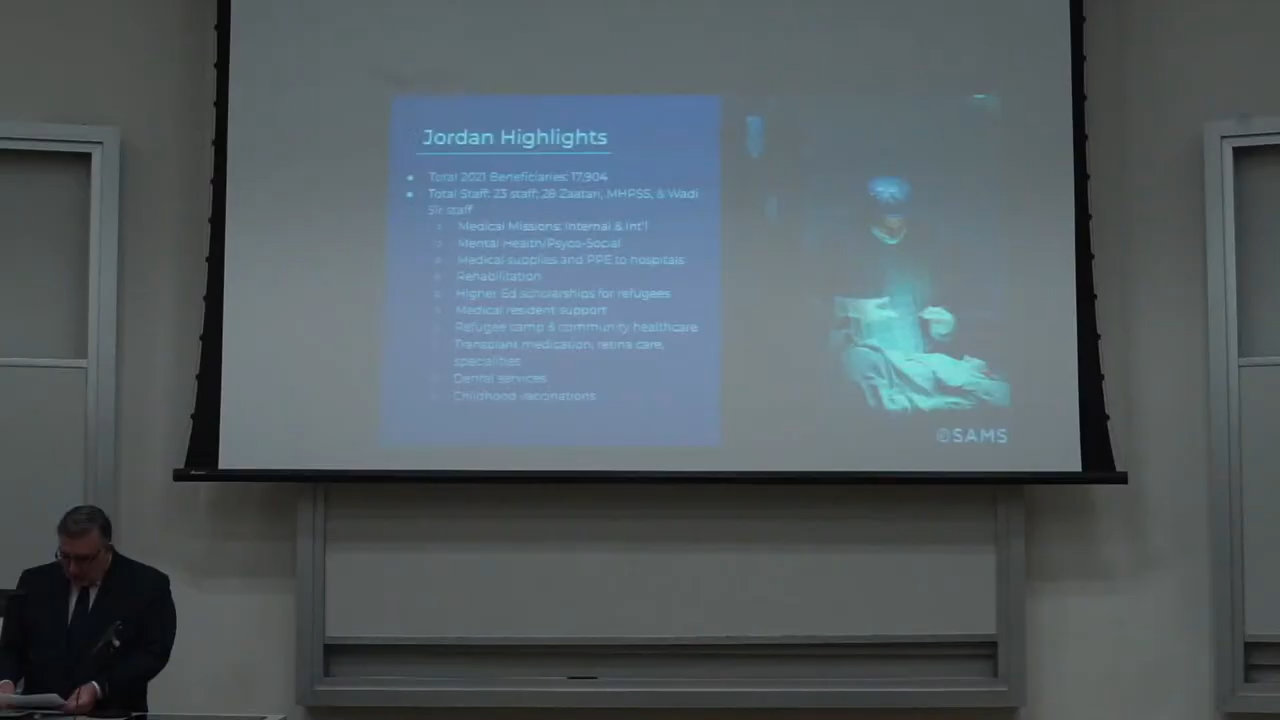 Jordan Highlights
Total 2021 Beneficiaries: 17,904
Total Staff: 23 staff; 28 Zaatari, MHPSS, & Wadi
Sir staff
Medical Missions: Internal & Int'l
Mental Health/Psyco-Social
Medical supplies and PPE to hospitals
Rehabilitation
Higher Ed scholarships for refugees
Medical resident support
Refugee camp & community healthcare
Transplant medication, retina care,
specialities
Dental services
Childhood vaccinations
SAMS